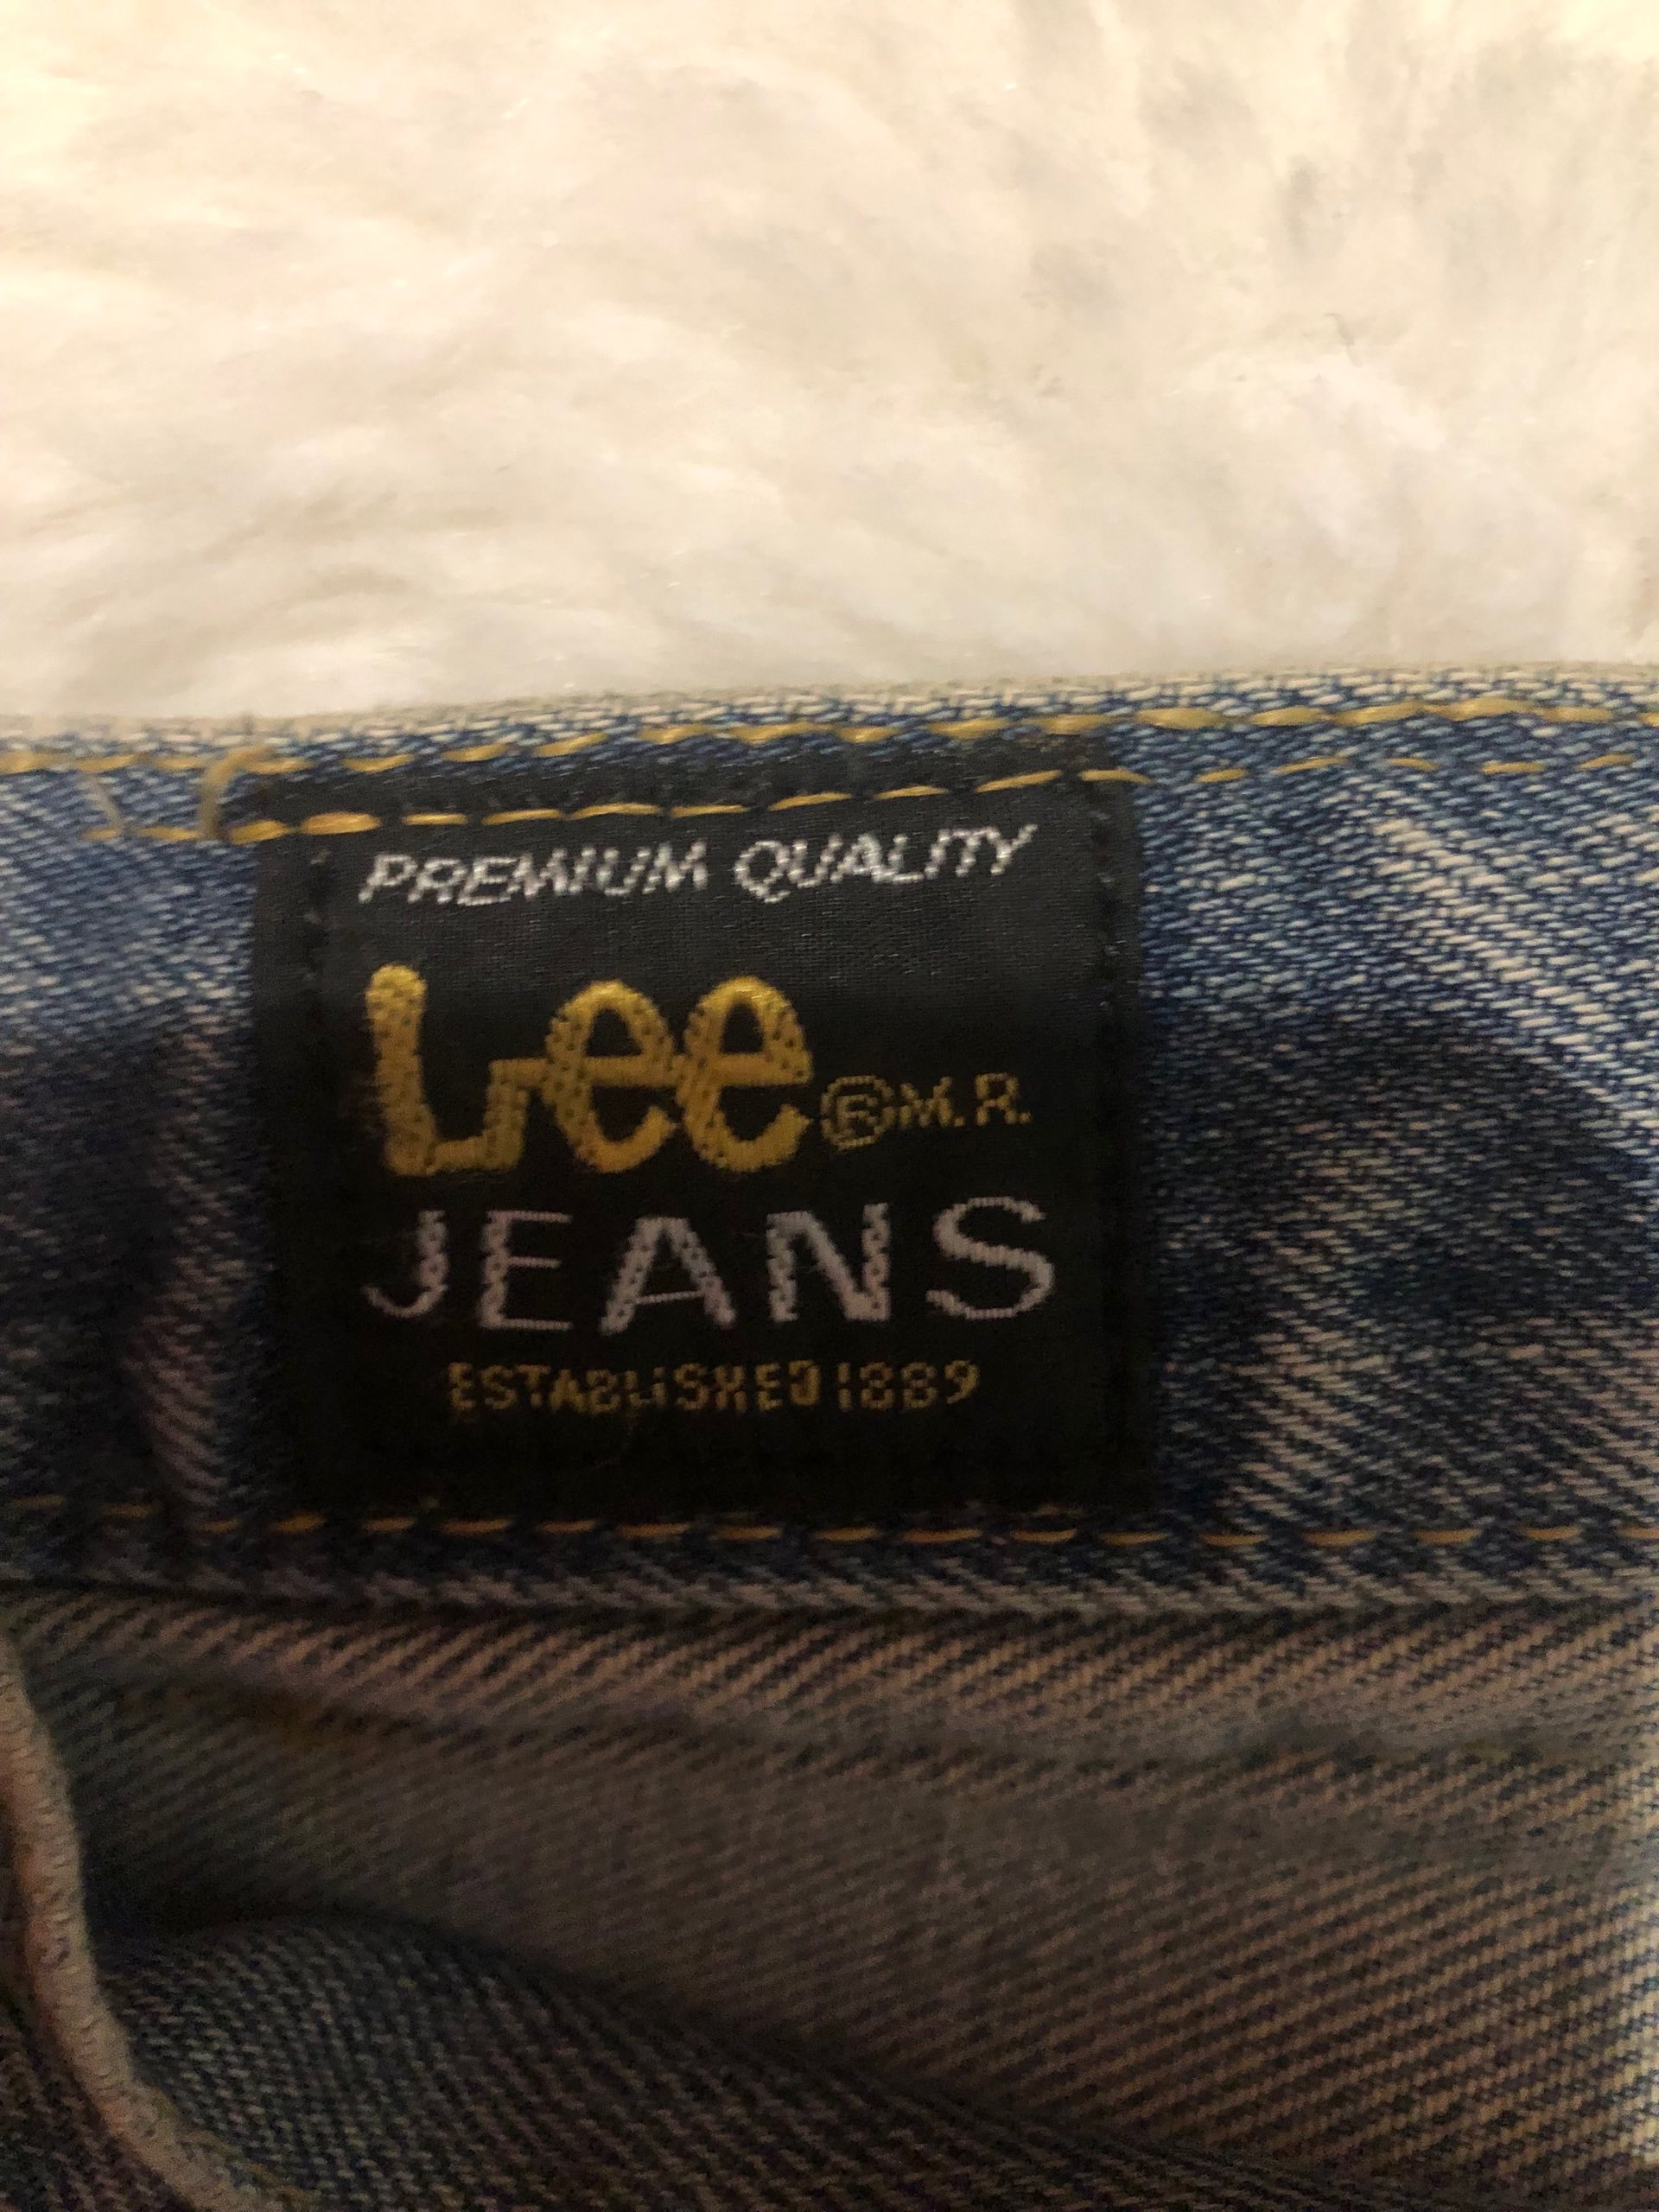 PREMIUM QUALITY
Lee ® M.R.
JEANS
ESTABLISHED 1889